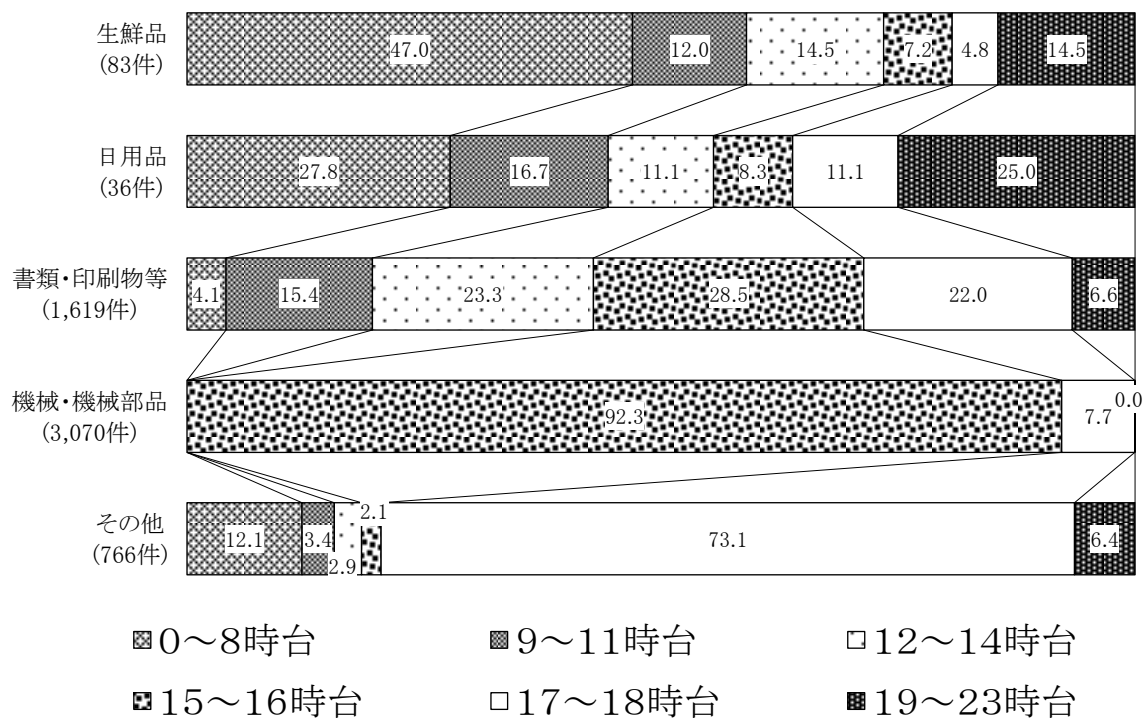 生鮮品
(83件)
47.0 12.0 14.5 7.2 4.8 14.5
日用品
(36件)
27.8 16.7 11.1 8.3 11.1 25.0
書類・印刷物等
(1,619件)
4.1 15.4 23.3 28.5 22.0 6.6
機械・機械部品
(3,070件)
92.3 7.7 0.0
その他
(766件)
12.1 3.4 2.9 2.1 73.1 6.4
0～8時台 9～11時台 12～14時台
15～16時台 17～18時台 19～23時台